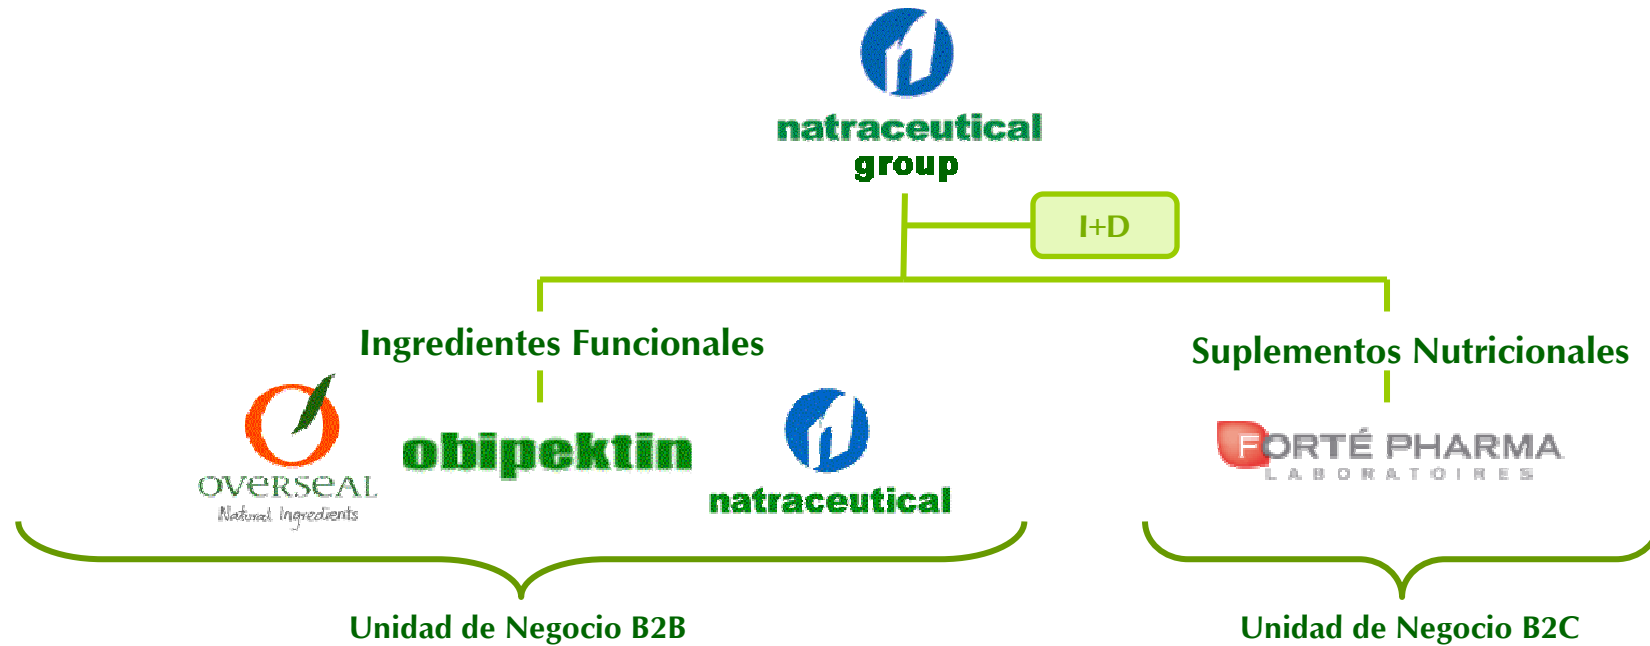 natraceutical
group
I+D
Ingredientes Funcionales
Suplementos Nutricionales
OVERSEAL
Natural Ingredients
obipektin
natraceutical
FORTÉ PHARMA
LABORATOIRES
Unidad de Negocio B2B
Unidad de Negocio B2C